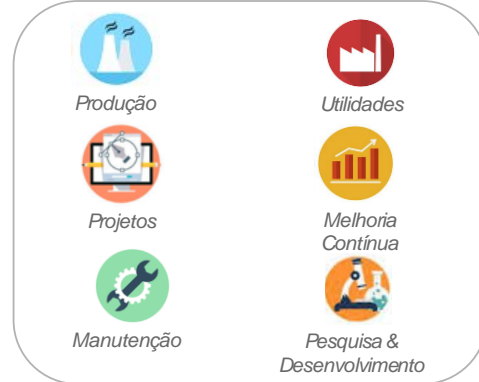 Produção
Utilidades
Projetos
Melhoria
Contínua
Manutenção
Pesquisa &
Desenvolvimento